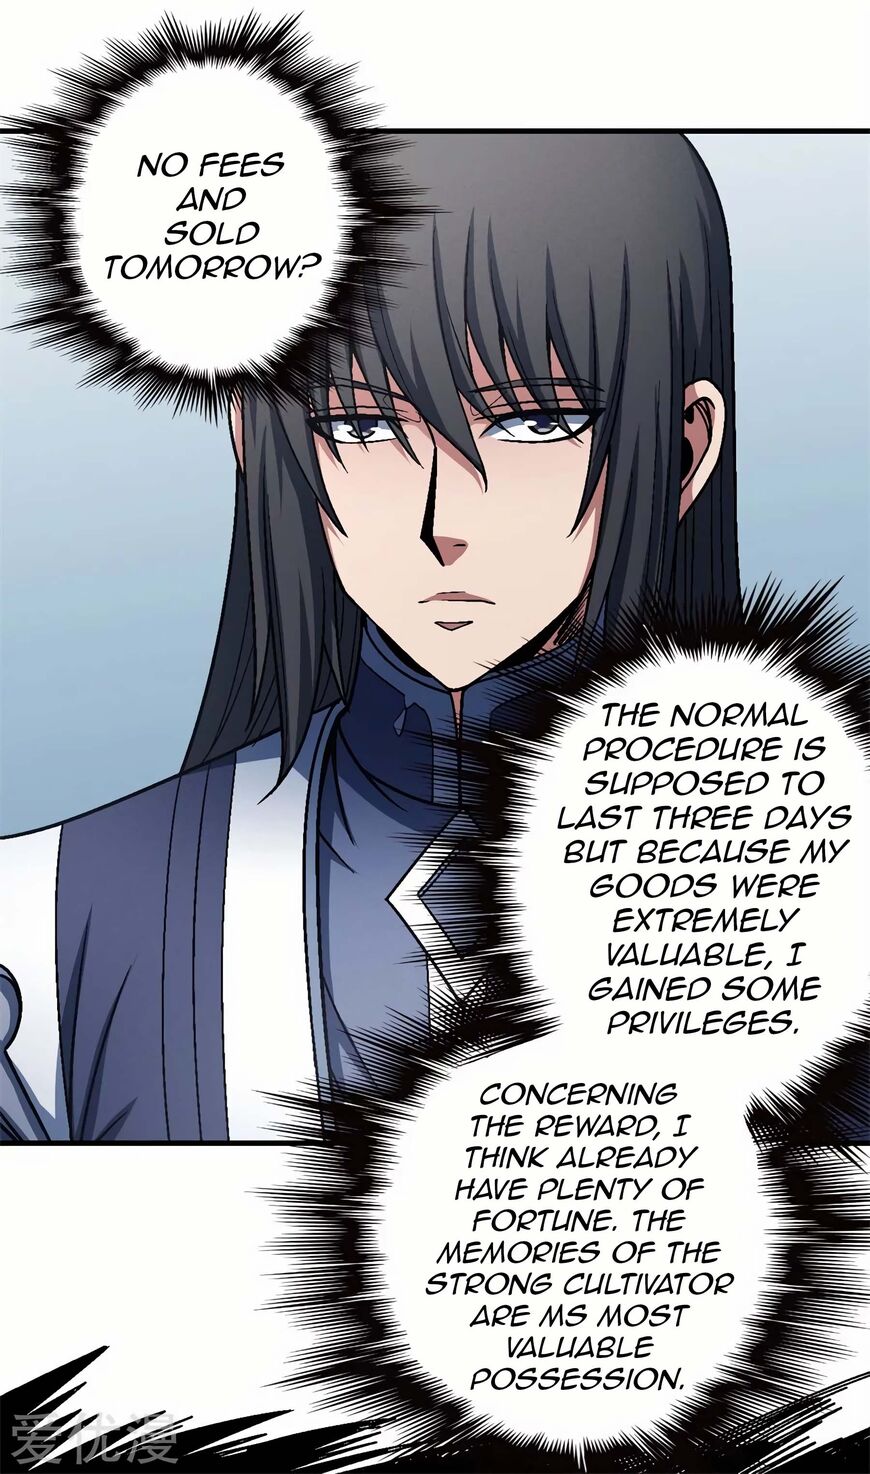 NO FEES
AND
SOLD
TOMORROW?
THE NORMAL
PROCEDURE IS
SUPPOSED TO
LAST THREE DAYS
BUT BECAUSE MY
GOODS WERE
EXTREMELY
VALUABLE, I
GAINED SOME
PRIVILEGES.
CONCERNING
THE REWARD, I
THINK ALREADY
HAVE PLENTY OF
FORTUNE. THE
MEMORIES OF THE
STRONG CULTIVATOR
ARE MS MOST
VALUABLE
POSSESSION.
爱优漫